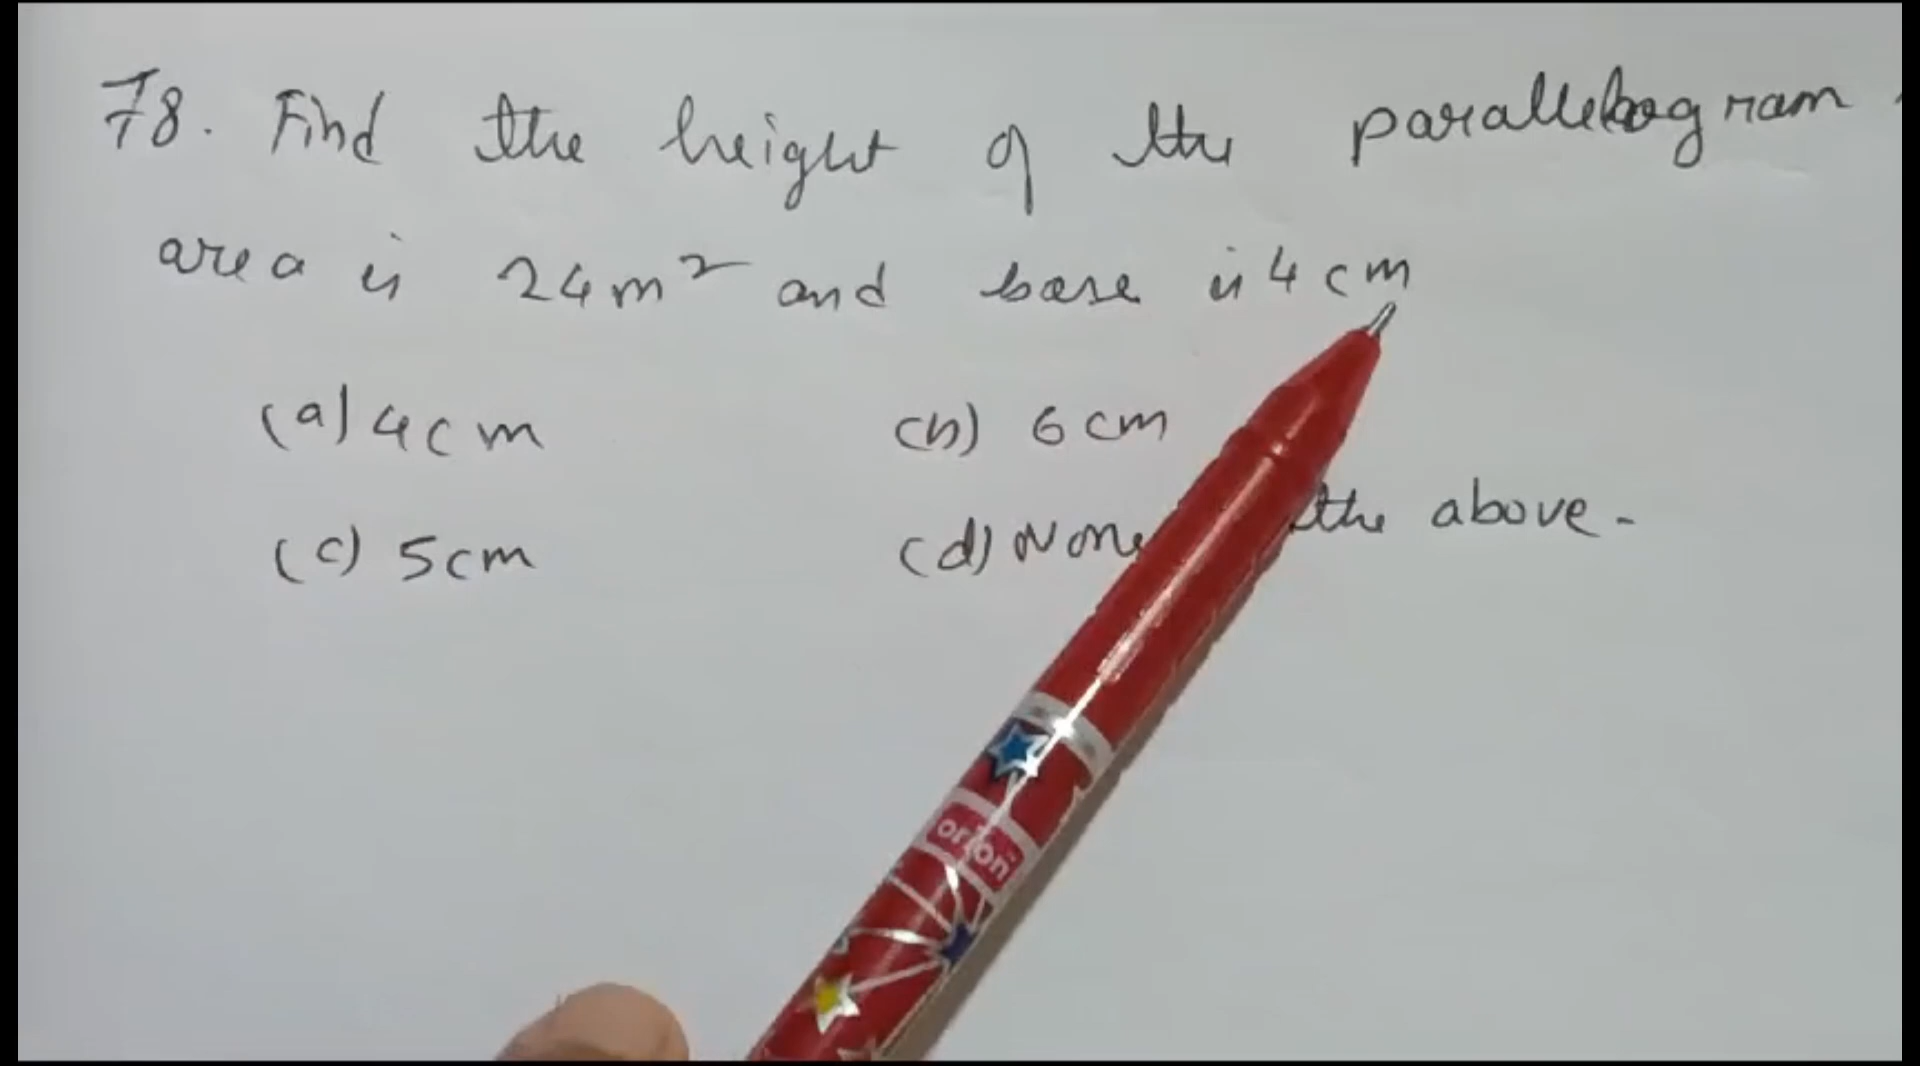 78. Find the height of the parallelogram
area is 24m² and base is 4cm
(a) 4cm (b) 6cm
(c) 5cm (d) None the above.
orion